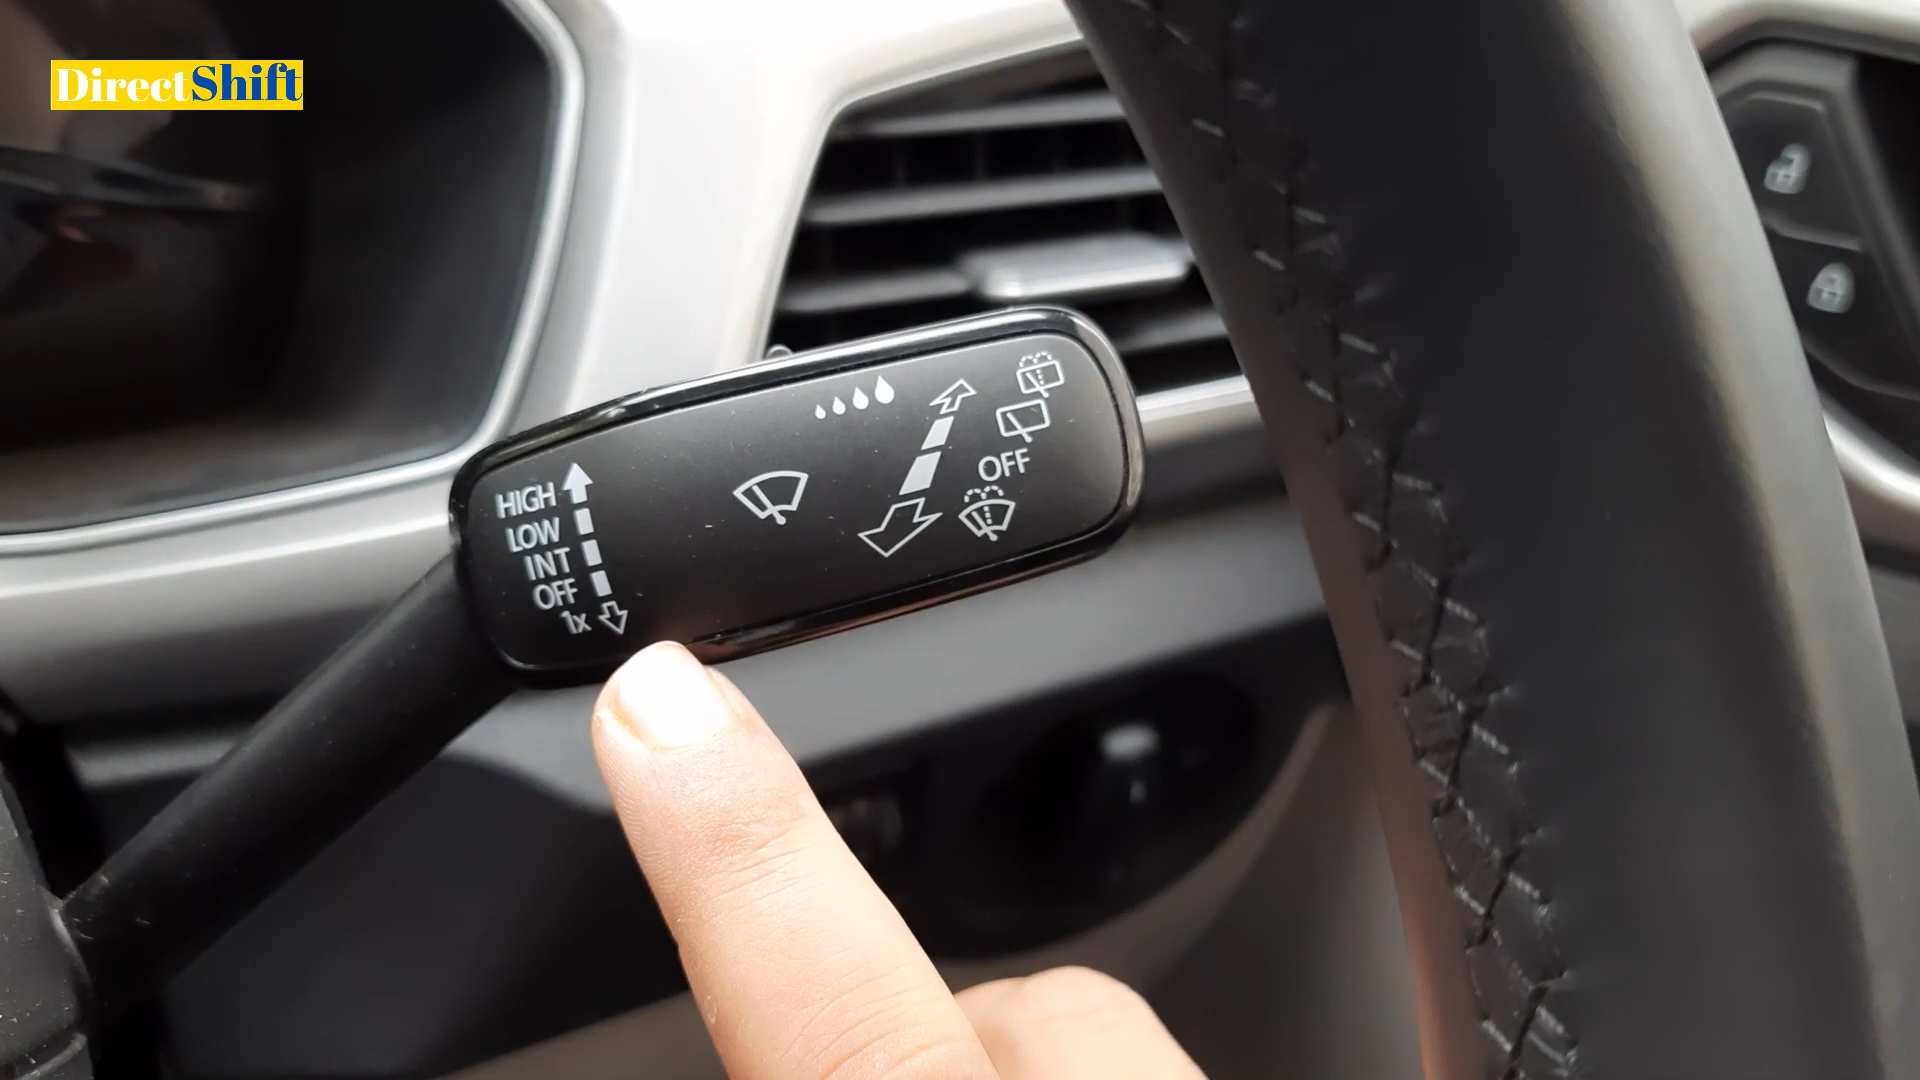 DirectShift
HIGH
LOW
INT
OFF
1x
OFF